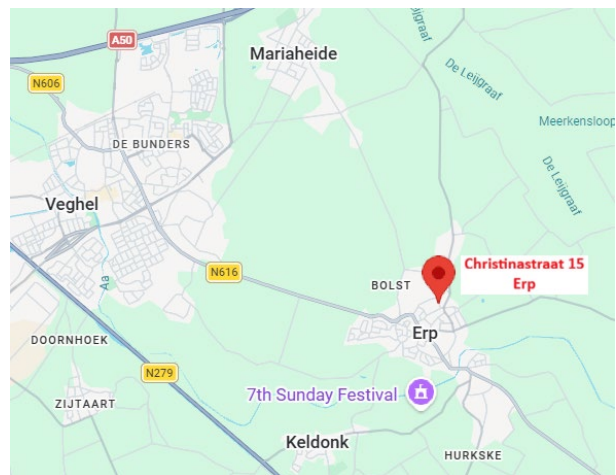 A50
Mariaheide
De Leijgraaf
N606
Meerkensloop
DE BUNDERS
De Leijgraaf
Veghel
Christinastraat 15
Erp
N616
BOLST
Aa
Erp
DOORNHOEK
N279
7th Sunday Festival
ZIJTAART
Keldonk
HURKSKE